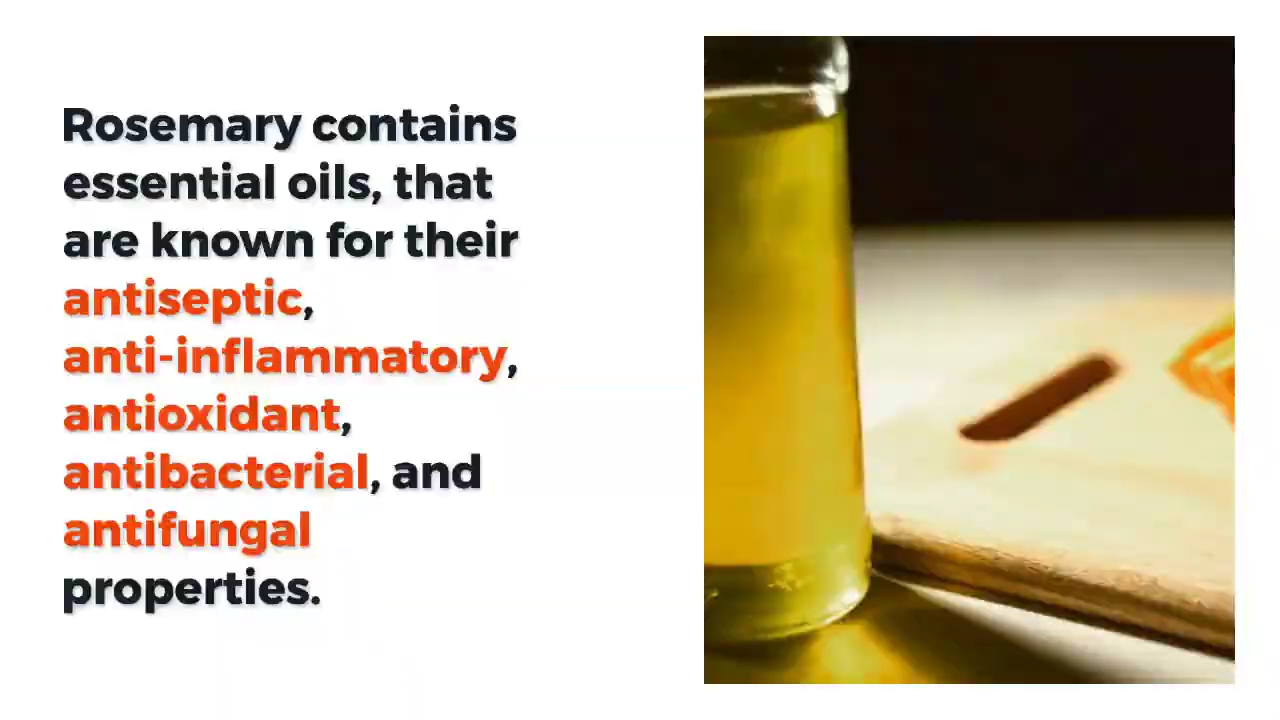 Rosemary contains
essential oils, that
are known for their
antiseptic,
anti-inflammatory,
antioxidant,
antibacterial, and
antifungal
properties.